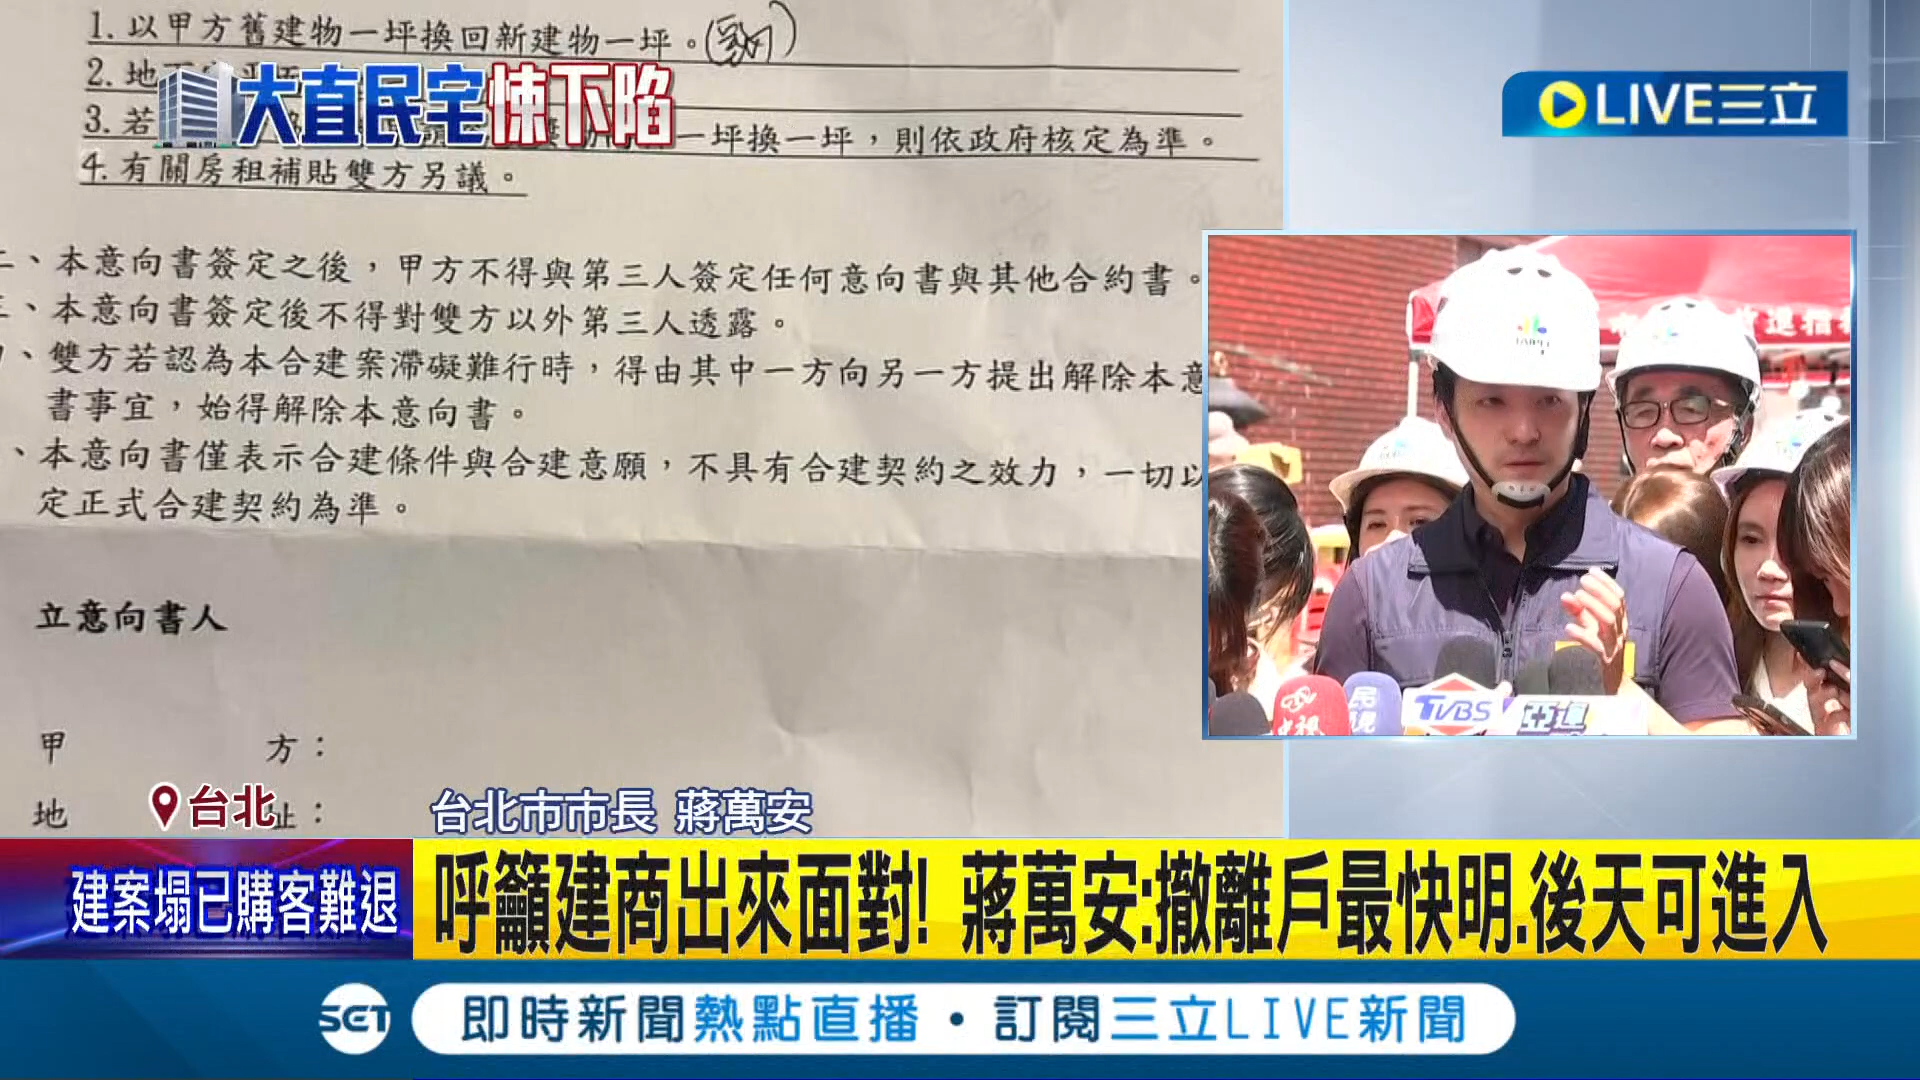 1.以甲方舊建物一坪換回新建物一坪。
2.地
大直民宅悚下陷
3.若 一坪換一坪，則依政府核定為準。
4.有關房租補貼雙方另議。
LIVE三立
、本意向書簽定之後，甲方不得與第三人簽定任何意向書與其他合約書。
、本意向書簽定後不得對雙方以外第三人透露。
、雙方若認為本合建案滯礙難行時，得由其中一方向另一方提出解除本意
書事宜，始得解除本意向書。
、本意向書僅表示合建條件與合建意願，不具有合建契約之效力，一切以
定正式合建契約為準。
立意向書人
甲 方：
地 址：
TAIPEI
民視
TVBS
亞運
台北
台北市市長 蔣萬安
建案塌已購客難退
呼籲建商出來面對! 蔣萬安:撤離戶最快明.後天可進入
SET
即時新聞熱點直播・訂閱三立LIVE新聞